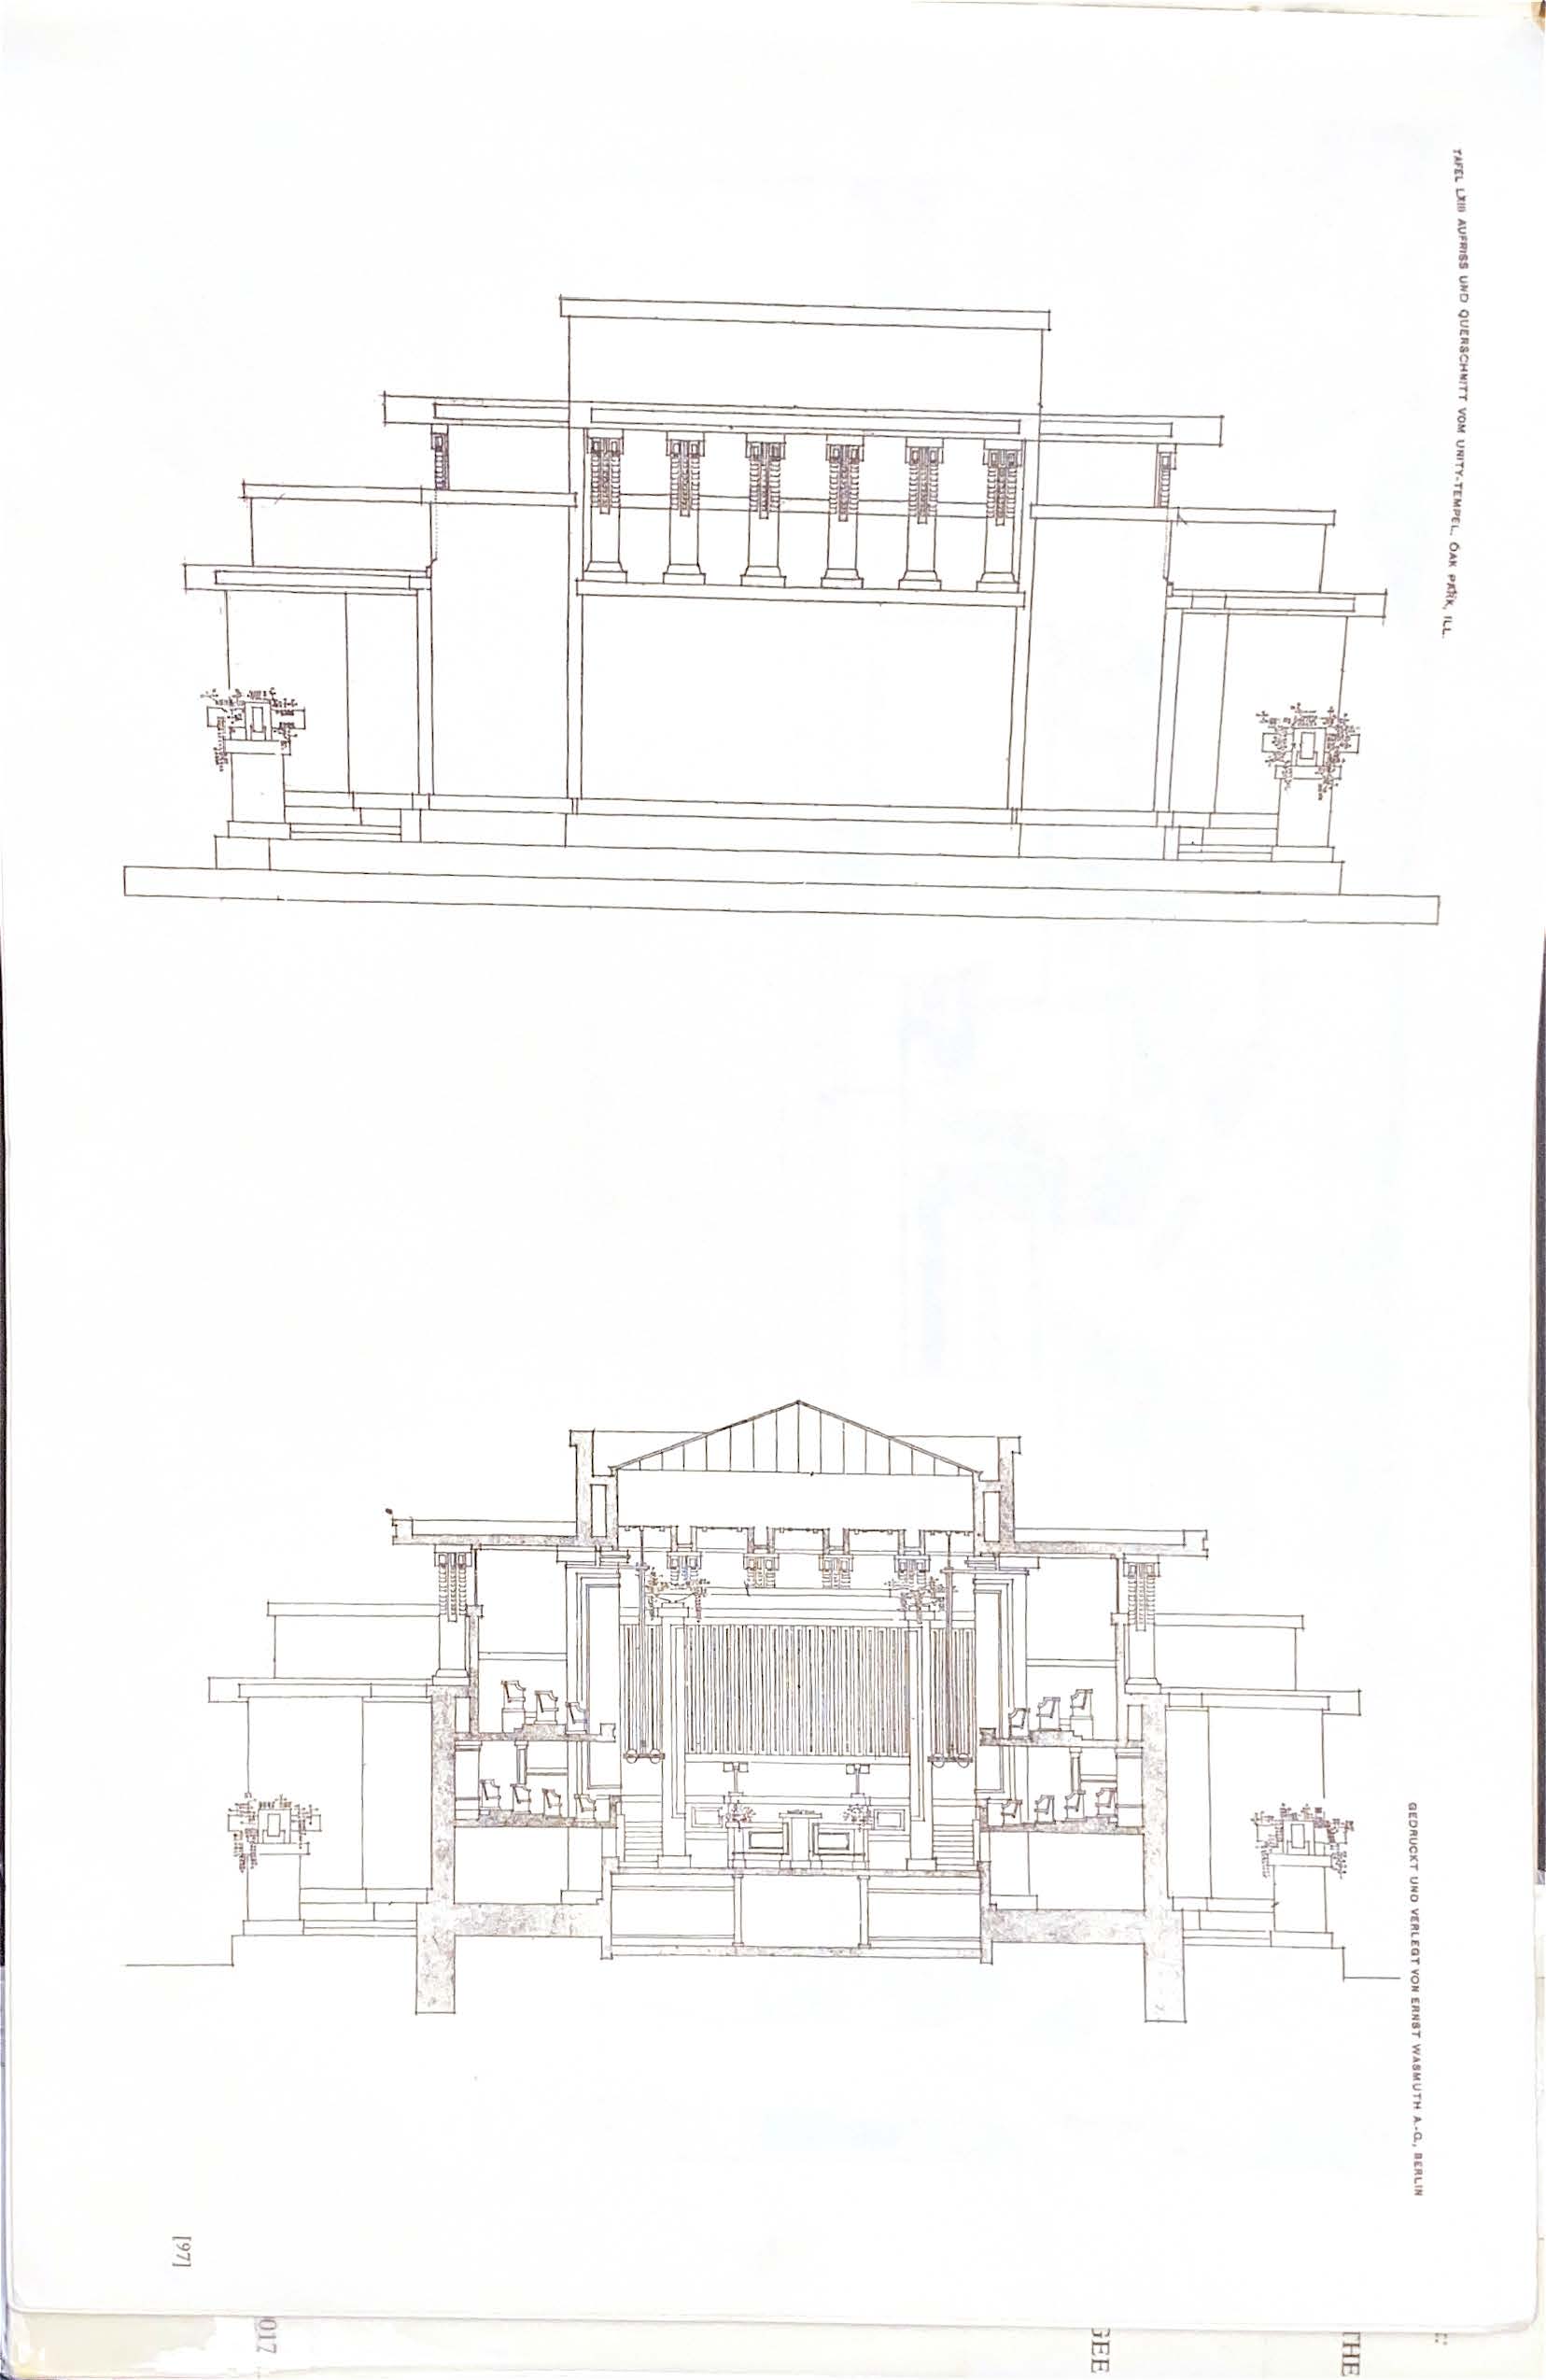 TAFEL LXIII AUFRISS UND QUERSCHNITT VOM UNITY-TEMPEL, OAK PARK, ILL.
GEDRUCKT UND VERLEGT VON ERNST WASMUTH A.-G., BERLIN
[97]
THE
GEE
017